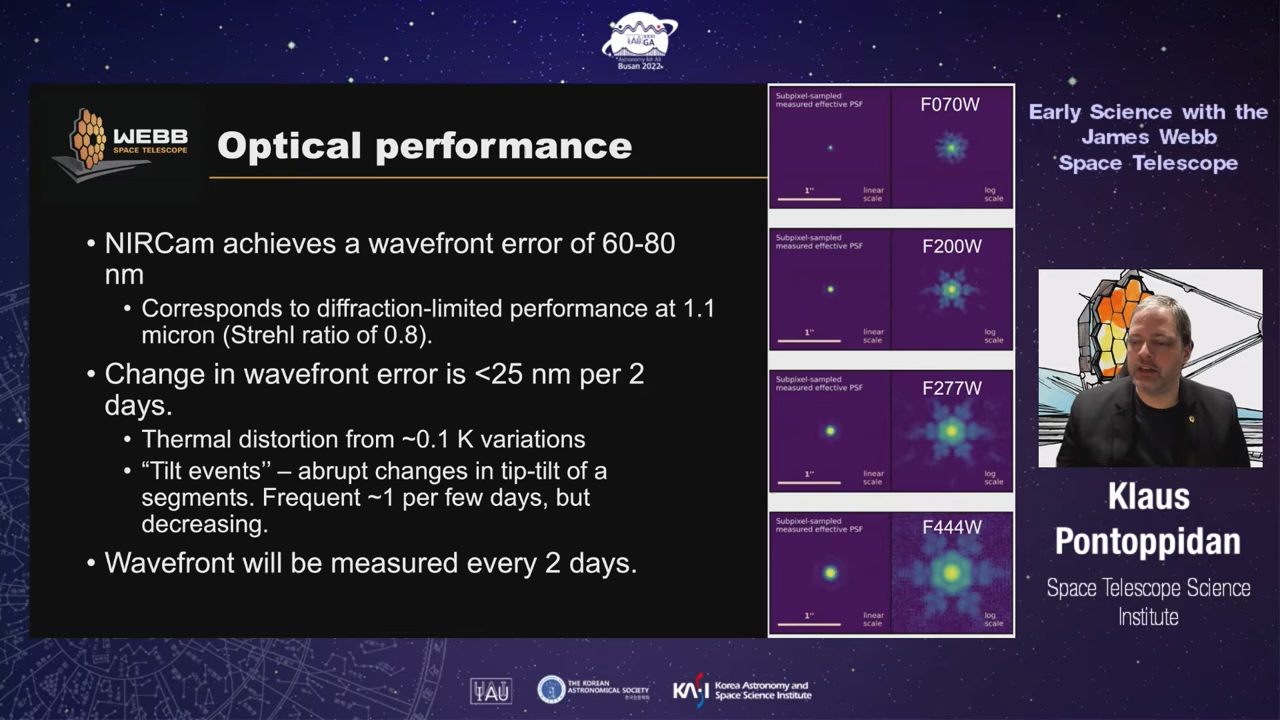 IAU XXXI GA
Astronomy for All
Busan 2022
WEBB
SPACE TELESCOPE
Optical performance
• NIRCam achieves a wavefront error of 60-80
nm
• Corresponds to diffraction-limited performance at 1.1
micron (Strehl ratio of 0.8).
• Change in wavefront error is <25 nm per 2
days.
• Thermal distortion from ~0.1 K variations
• “Tilt events’’ – abrupt changes in tip-tilt of a
segments. Frequent ~1 per few days, but
decreasing.
• Wavefront will be measured every 2 days.
Subpixel-sampled
measured effective PSF
F070W
1"
linear
scale
log
scale
Subpixel-sampled
measured effective PSF
F200W
1"
linear
scale
log
scale
Subpixel-sampled
measured effective PSF
F277W
1"
linear
scale
log
scale
Subpixel-sampled
measured effective PSF
F444W
1"
linear
scale
log
scale
Early Science with the
James Webb
Space Telescope
Klaus
Pontoppidan
Space Telescope Science
Institute
IAU
THE KOREAN
ASTRONOMICAL SOCIETY
KASI
Korea Astronomy and
Space Science Institute